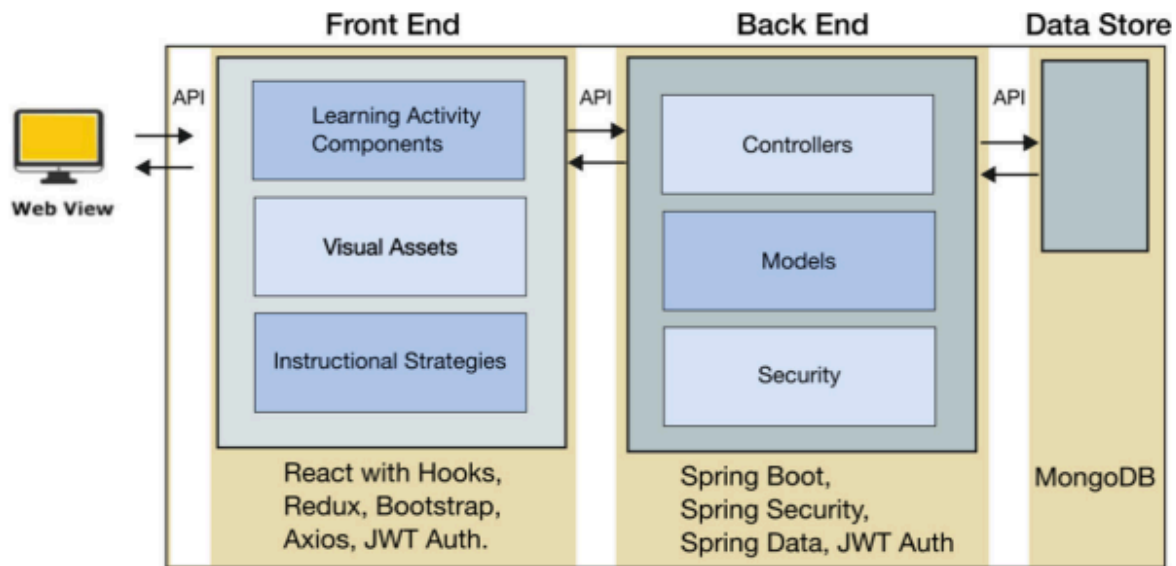 Front End
Back End
Data Store
API
API
API
Web View
Learning Activity
Components
Visual Assets
Instructional Strategies
Controllers
Models
Security
React with Hooks,
Redux, Bootstrap,
Axios, JWT Auth.
Spring Boot,
Spring Security,
Spring Data, JWT Auth
MongoDB